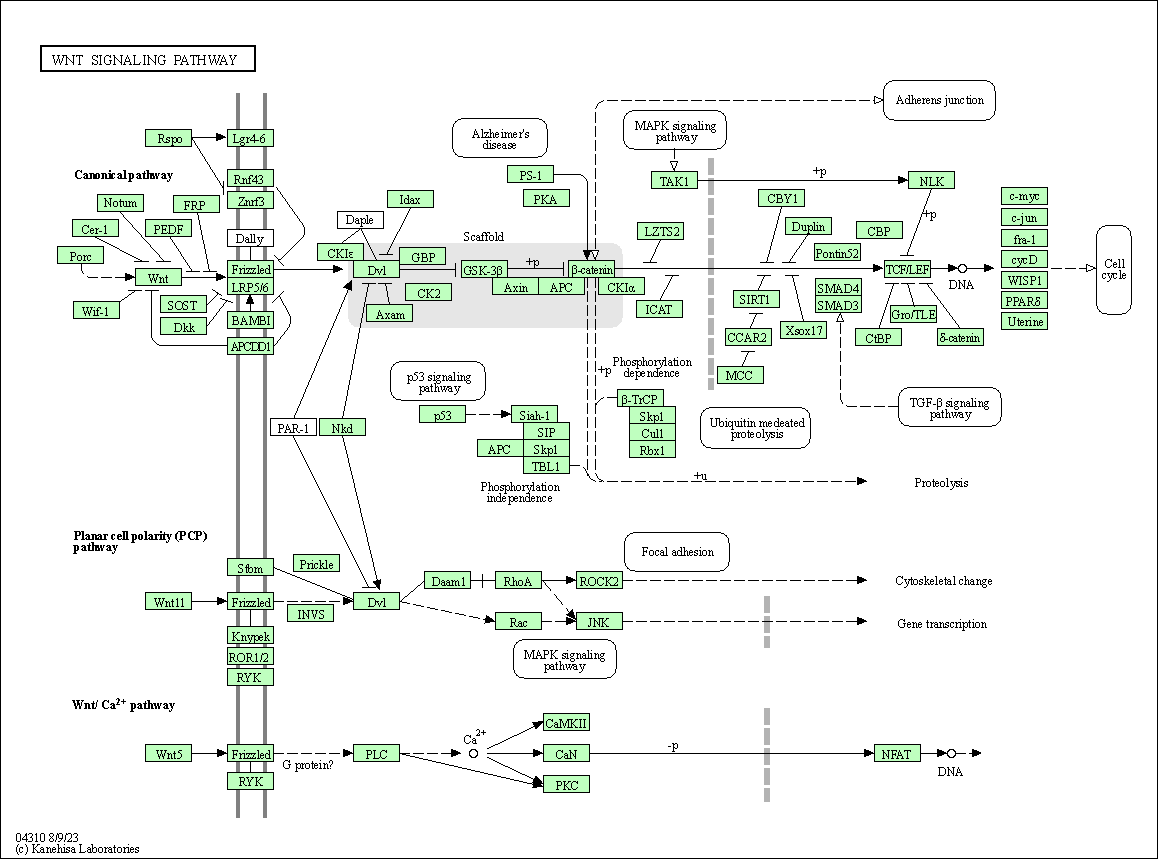 WNT SIGNALING PATHWAY
Adherens junction
MAPK signaling
pathway
Alzheimer's
disease
Rspo
Lgr4-6
Canonical pathway
Rnf43
Znrf3
PS-1
PKA
TAK1
+p
NLK
Notum
FRP
Idax
CBY1
c-myc
Cer-1
PEDF
Daple
LZTS2
Duplin
CBP
+p
c-jun
Dally
Scaffold
fra-1
Porc
CKIε
GBP
Pontin52
cycD
Cell
cycle
Wnt
Frizzled
Dvl
GSK-3β
+p
β-catenin
TCF/LEF
DNA
WISP1
LRP5/6
Axin
APC
CKIα
SMAD4
SMAD3
PPARδ
Wif-1
SOST
CK2
ICAT
SIRT1
Gro/TLE
Uterine
Dkk
BAMBI
Axam
CCAR2
Xsox17
CtBP
δ-catenin
APCDD1
MCC
p53 signaling
pathway
+p
Phosphorylation
dependence
p53
Siah-1
β-TrCP
Skp1
Cul1
Rbx1
Ubiquitin medeated
proteolysis
TGF-β signaling
pathway
PAR-1
Nkd
SIP
APC
Skp1
TBL1
Phosphorylation
independence
+u
Proteolysis
Planar cell polarity (PCP)
pathway
Focal adhesion
Stbm
Prickle
Daam1
RhoA
ROCK2
Cytoskeletal change
Wnt11
Frizzled
INVS
Dvl
Rac
JNK
Gene transcription
Knypek
ROR1/2
RYK
MAPK signaling
pathway
Wnt/ Ca2+ pathway
CaMKII
Wnt5
Frizzled
G protein?
PLC
Ca2+
CaN
-p
NFAT
DNA
RYK
PKC
04310 8/9/23
(c) Kanehisa Laboratories